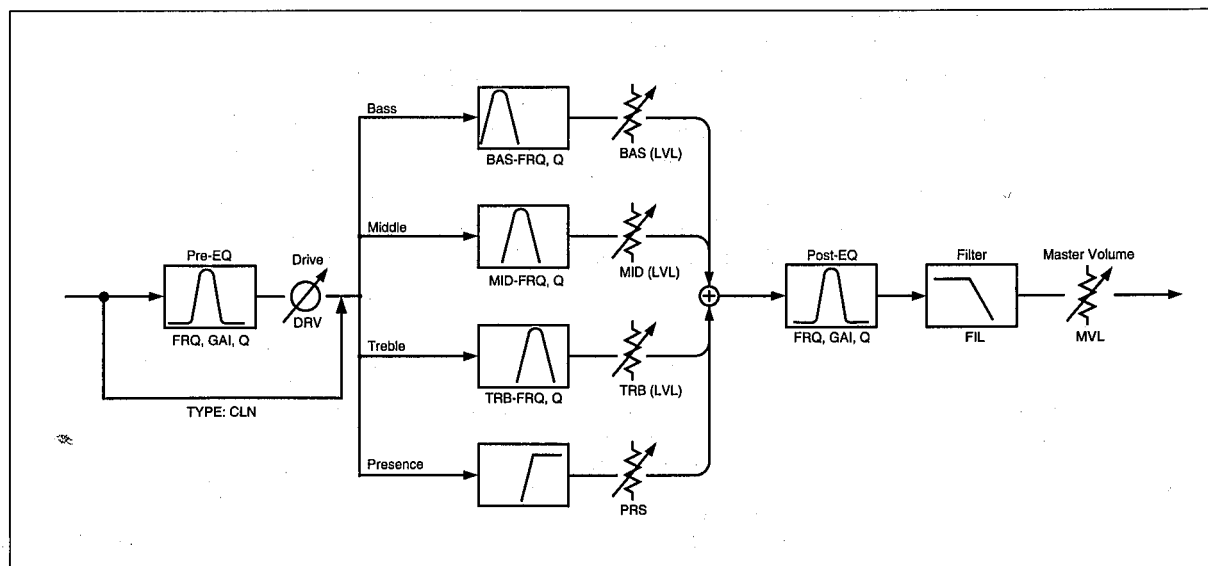 Pre-EQ
FRQ, GAI, Q
Drive
DRV
TYPE: CLN
Bass
BAS-FRQ, Q
BAS (LVL)
Middle
MID-FRQ, Q
MID (LVL)
Treble
TRB-FRQ, Q
TRB (LVL)
Presence
PRS
Post-EQ
FRQ, GAI, Q
Filter
FIL
Master Volume
MVL